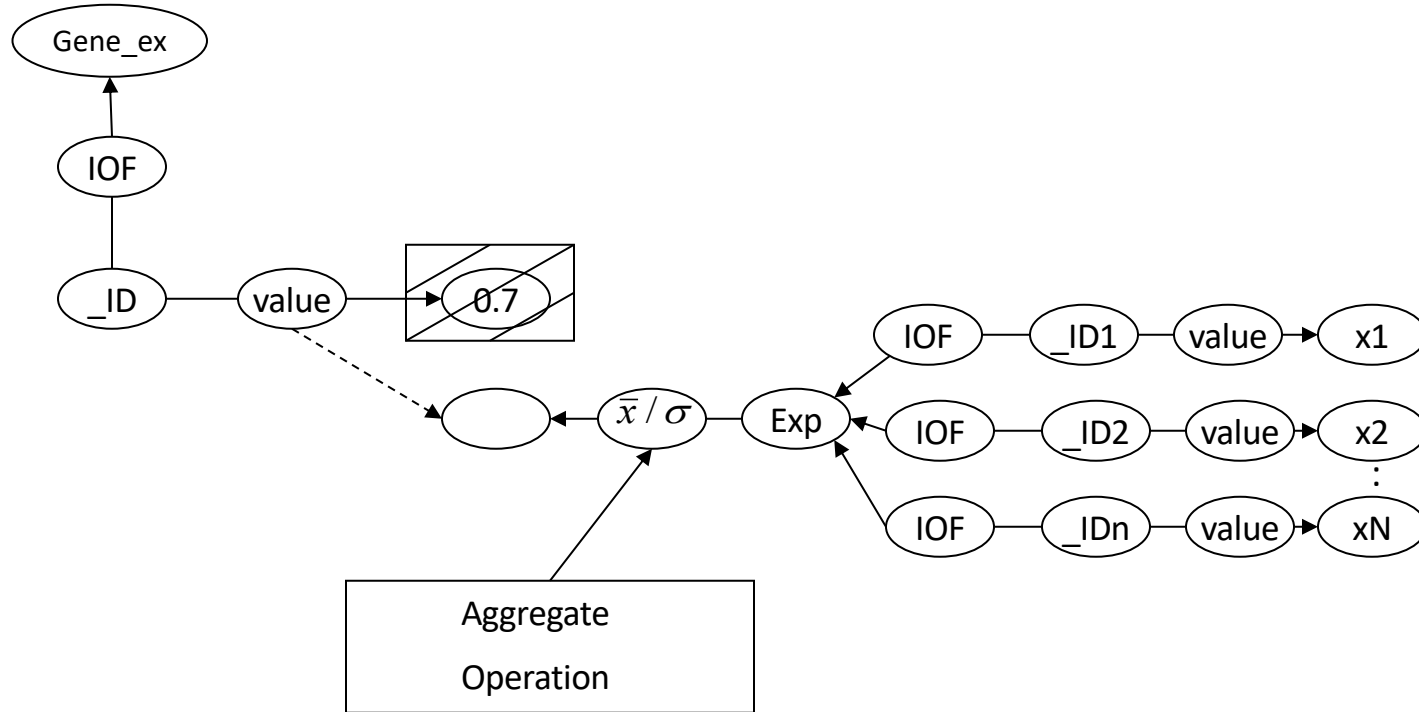 Gene_ex
IOF
_ID
value
0.7
x̄ / σ
Exp
IOF
_ID1
value
x1
IOF
_ID2
value
x2
:
IOF
_IDn
value
xN
Aggregate
Operation